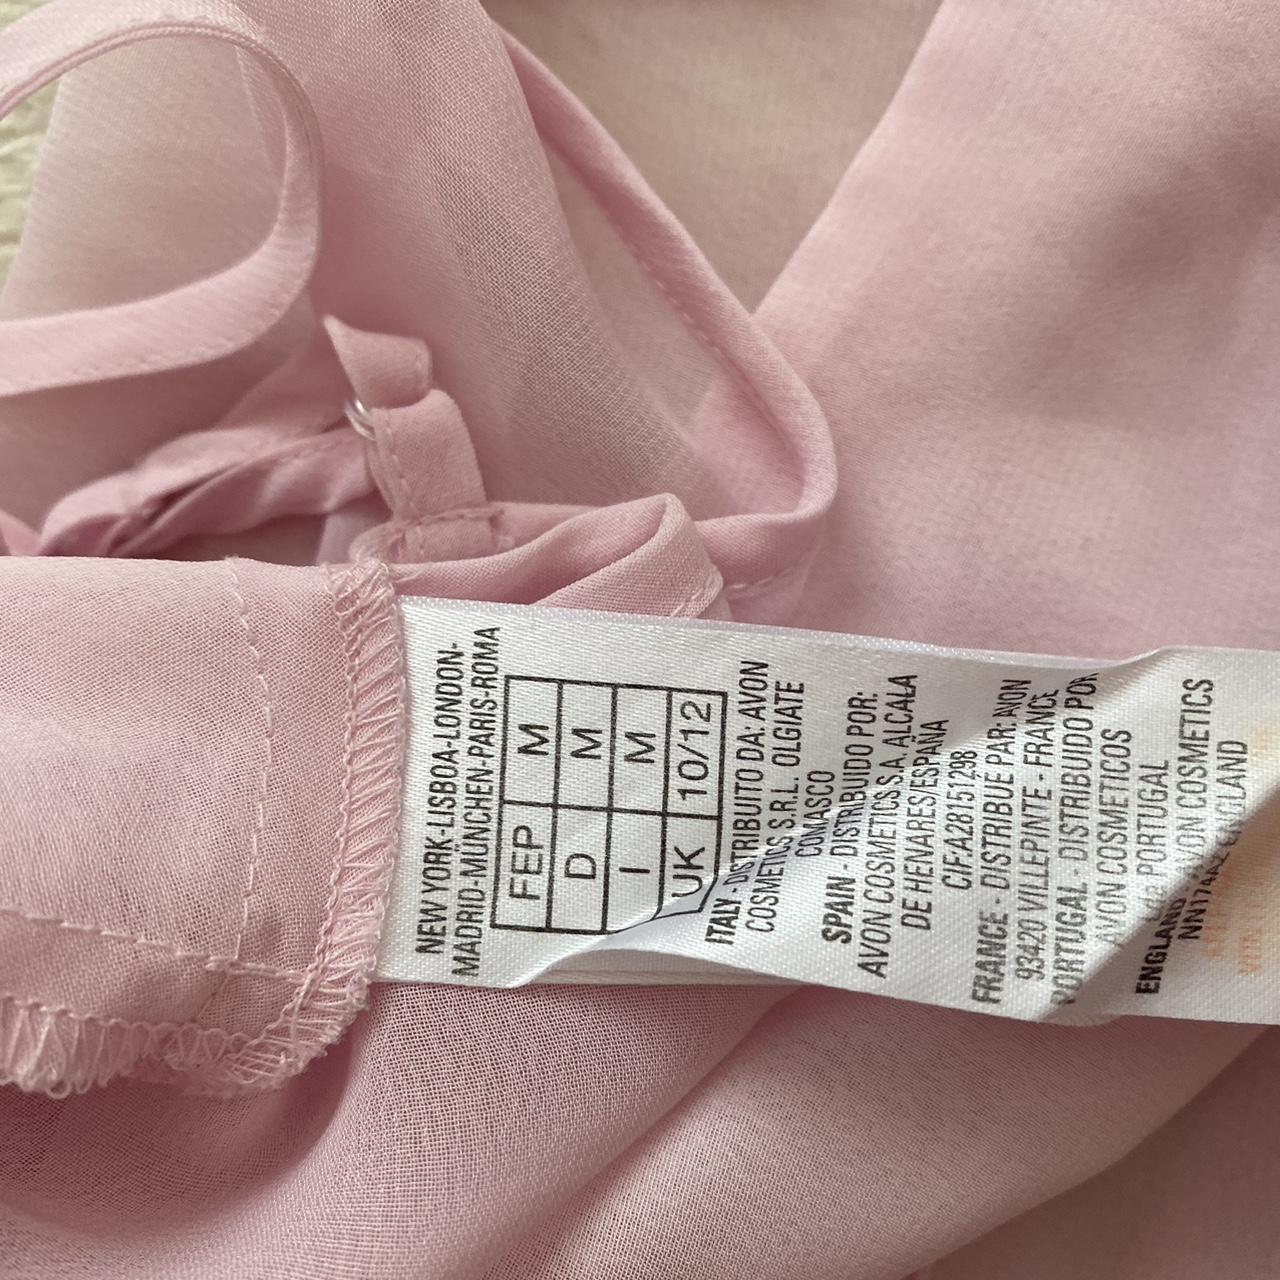 NEW YORK-LISBOA-LONDON-
MADRID-MÜNCHEN-PARIS-ROMA
FEP M
D M
I M
UK 10/12
ITALY - DISTRIBUITO DA: AVON
COSMETICS S.R.L. OLGIATE
COMASCO
SPAIN - DISTRIBUIDO POR:
AVON COSMETICS S.A. ALCALA
DE HENARES/ESPAÑA
CIF.A28151298
FRANCE - DISTRIBUÉ PAR: AVON
93420 VILLEPINTE - FRANCE
PORTUGAL - DISTRIBUIDO POR
AVON COSMETICOS
PORTUGAL
ENGLAND - AVON COSMETICS
ENGLAND